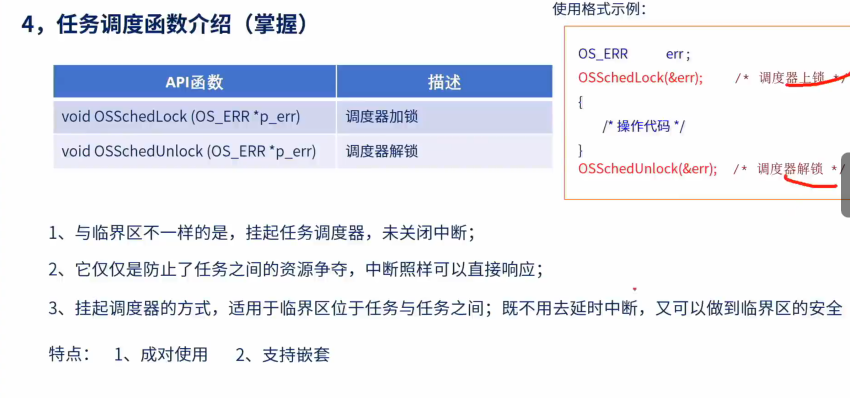 使用格式示例：
4，任务调度函数介绍（掌握）
API函数 描述
void OSSchedLock (OS_ERR *p_err) 调度器加锁
void OSSchedUnlock (OS_ERR *p_err) 调度器解锁
OS_ERR err ;
OSSchedLock(&err); /* 调度器上锁 */
{
/* 操作代码 */
}
OSSchedUnlock(&err); /* 调度器解锁 */
1、与临界区不一样的是，挂起任务调度器，未关闭中断；
2、它仅仅是防止了任务之间的资源争夺，中断照样可以直接响应；
3、挂起调度器的方式，适用于临界区位于任务与任务之间；既不用去延时中断，又可以做到临界区的安全
特点： 1、成对使用 2、支持嵌套